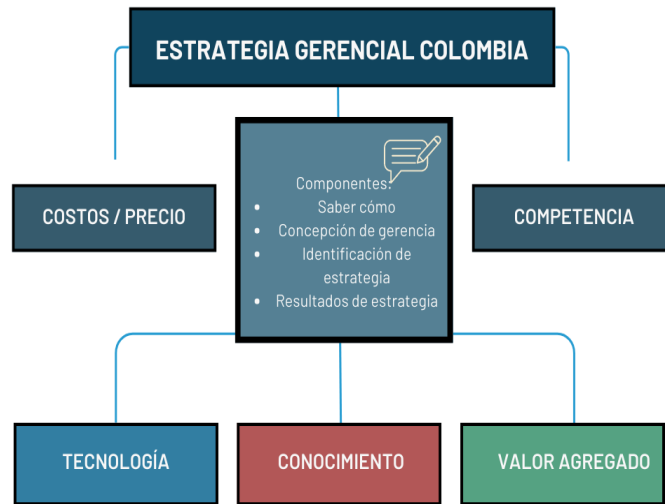 ESTRATEGIA GERENCIAL COLOMBIA
COSTOS / PRECIO
Componentes:
• Saber cómo
• Concepción de gerencia
• Identificación de
estrategia
• Resultados de estrategia
COMPETENCIA
TECNOLOGÍA
CONOCIMIENTO
VALOR AGREGADO